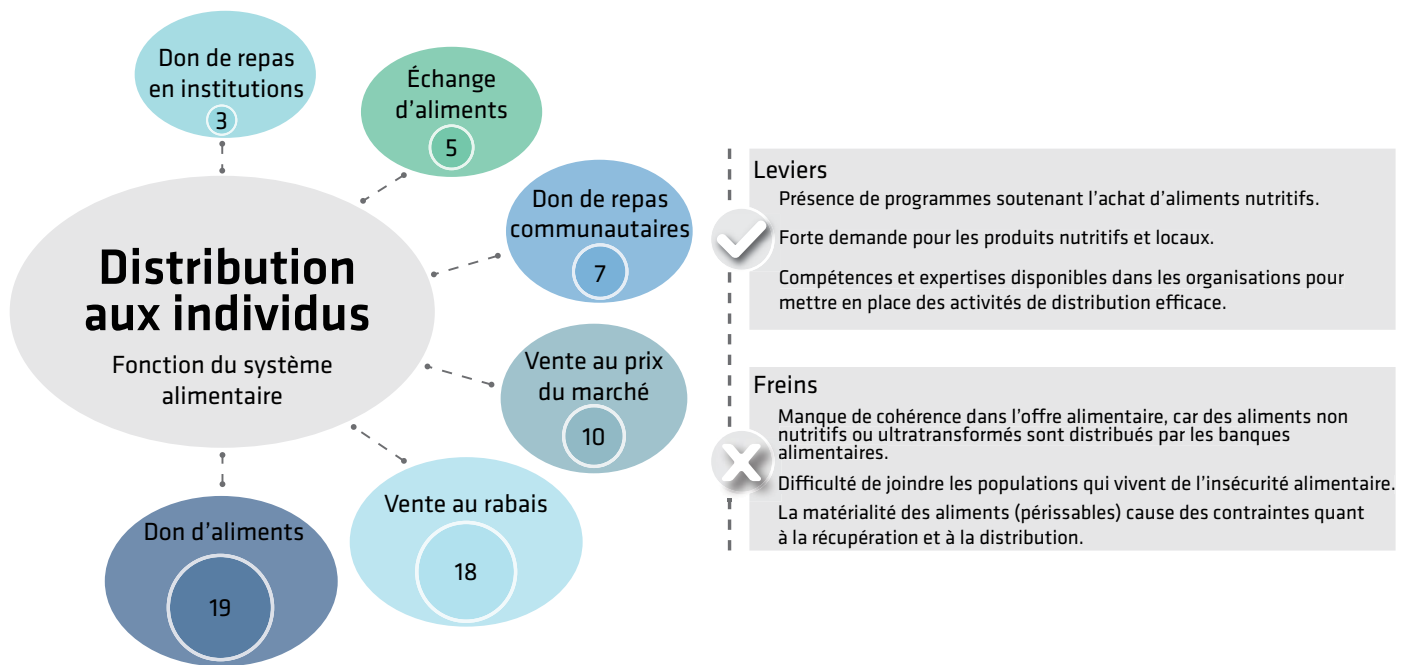 Don de repas
en institutions
3
Échange
d’aliments
5
Don de repas
communautaires
7
Distribution
aux individus
Fonction du système
alimentaire
Vente au prix
du marché
10
Vente au rabais
18
Don d’aliments
19
Leviers
Présence de programmes soutenant l’achat d’aliments nutritifs.
Forte demande pour les produits nutritifs et locaux.
Compétences et expertises disponibles dans les organisations pour
mettre en place des activités de distribution efficace.
Freins
Manque de cohérence dans l’offre alimentaire, car des aliments non
nutritifs ou ultratransformés sont distribués par les banques
alimentaires.
Difficulté de joindre les populations qui vivent de l’insécurité alimentaire.
La matérialité des aliments (périssables) cause des contraintes quant
à la récupération et à la distribution.